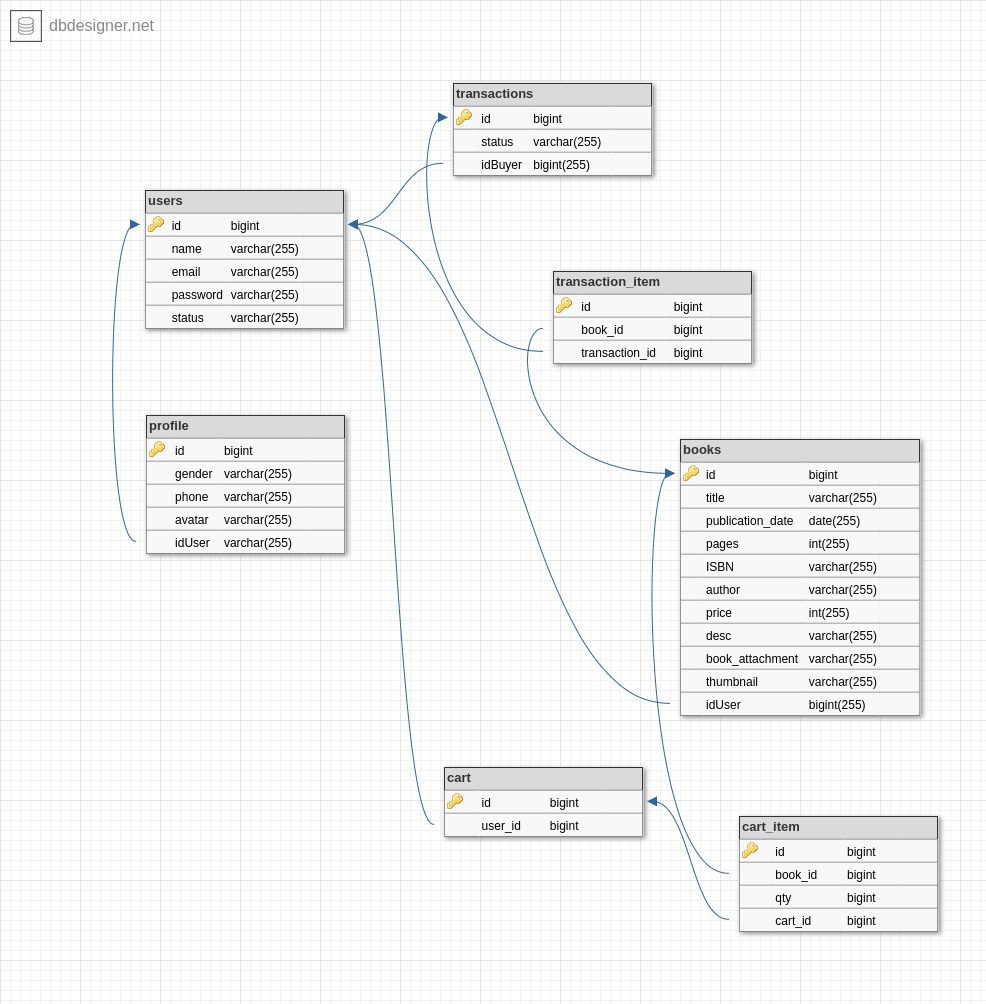 dbdesigner.net
transactions
id bigint
status varchar(255)
idBuyer bigint(255)
users
id bigint
name varchar(255)
email varchar(255)
password varchar(255)
status varchar(255)
transaction_item
id bigint
book_id bigint
transaction_id bigint
profile
id bigint
gender varchar(255)
phone varchar(255)
avatar varchar(255)
idUser varchar(255)
books
id bigint
title varchar(255)
publication_date date(255)
pages int(255)
ISBN varchar(255)
author varchar(255)
price int(255)
desc varchar(255)
book_attachment varchar(255)
thumbnail varchar(255)
idUser bigint(255)
cart
id bigint
user_id bigint
cart_item
id bigint
book_id bigint
qty bigint
cart_id bigint